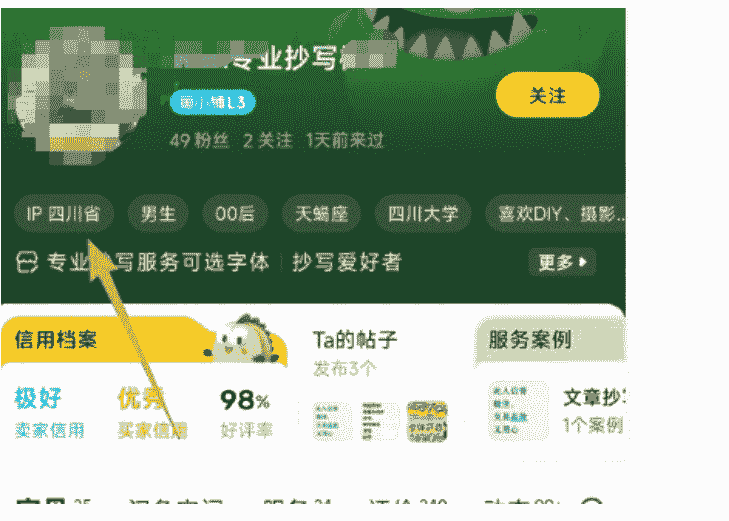 专业抄写
鱼小铺L3
关注
49粉丝 2关注 1天前来过
IP 四川省 男生 00后 天蝎座 四川大学 喜欢DIY、摄影...
专业 写服务可选字体 抄写爱好者 更多
信用档案 Ta的帖子 服务案例
发布3个
极好 优秀 98% 文章抄
卖家信用 买家信用 好评率 1个案例